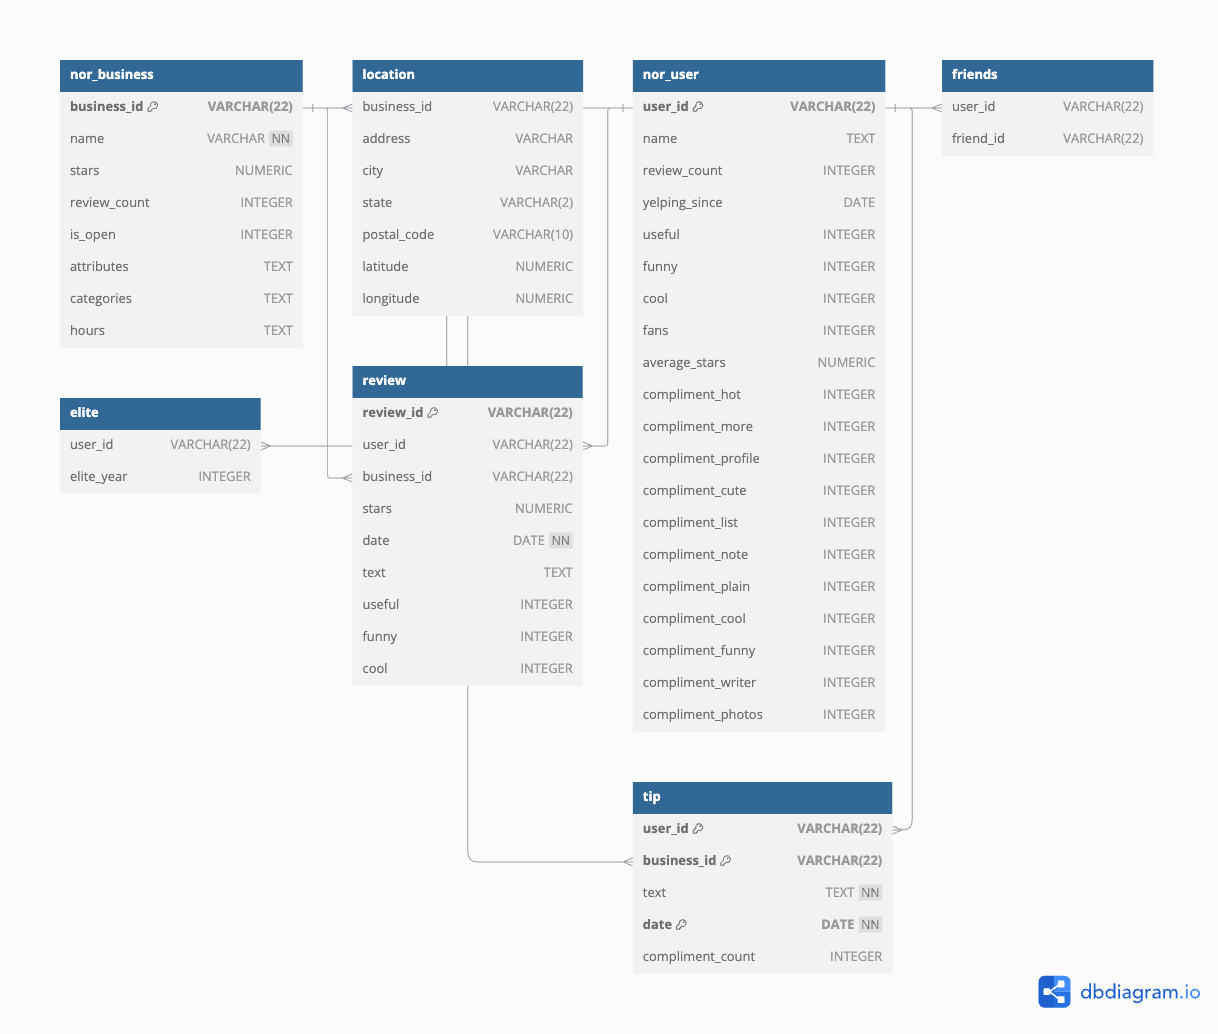 nor_business
business_id VARCHAR(22)
name VARCHAR NN
stars NUMERIC
review_count INTEGER
is_open INTEGER
attributes TEXT
categories TEXT
hours TEXT
location
business_id VARCHAR(22)
address VARCHAR
city VARCHAR
state VARCHAR(2)
postal_code VARCHAR(10)
latitude NUMERIC
longitude NUMERIC
nor_user
user_id VARCHAR(22)
name TEXT
review_count INTEGER
yelping_since DATE
useful INTEGER
funny INTEGER
cool INTEGER
fans INTEGER
average_stars NUMERIC
compliment_hot INTEGER
compliment_more INTEGER
compliment_profile INTEGER
compliment_cute INTEGER
compliment_list INTEGER
compliment_note INTEGER
compliment_plain INTEGER
compliment_cool INTEGER
compliment_funny INTEGER
compliment_writer INTEGER
compliment_photos INTEGER
friends
user_id VARCHAR(22)
friend_id VARCHAR(22)
elite
user_id VARCHAR(22)
elite_year INTEGER
review
review_id VARCHAR(22)
user_id VARCHAR(22)
business_id VARCHAR(22)
stars NUMERIC
date DATE NN
text TEXT
useful INTEGER
funny INTEGER
cool INTEGER
tip
user_id VARCHAR(22)
business_id VARCHAR(22)
text TEXT NN
date DATE NN
compliment_count INTEGER
dbdiagram.io